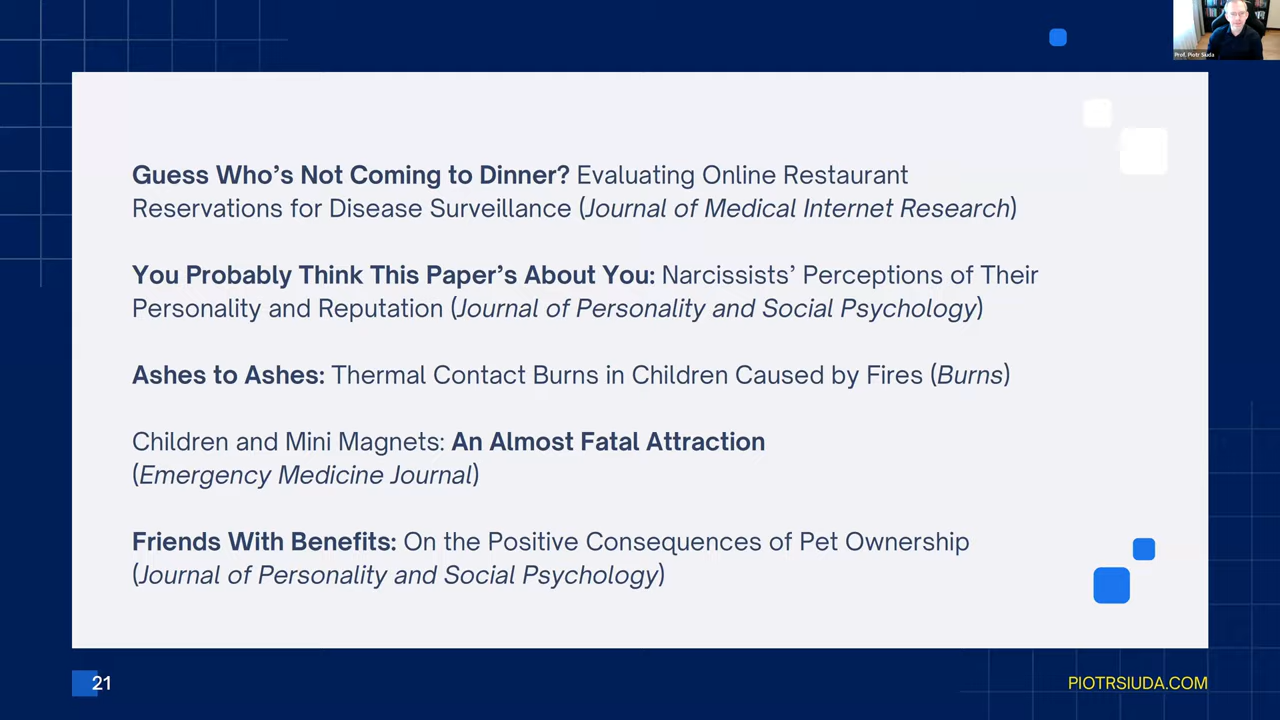 Prof. Piotr Siuda
Guess Who’s Not Coming to Dinner? Evaluating Online Restaurant
Reservations for Disease Surveillance (Journal of Medical Internet Research)
You Probably Think This Paper’s About You: Narcissists’ Perceptions of Their
Personality and Reputation (Journal of Personality and Social Psychology)
Ashes to Ashes: Thermal Contact Burns in Children Caused by Fires (Burns)
Children and Mini Magnets: An Almost Fatal Attraction
(Emergency Medicine Journal)
Friends With Benefits: On the Positive Consequences of Pet Ownership
(Journal of Personality and Social Psychology)
21
PIOTRSIUDA.COM